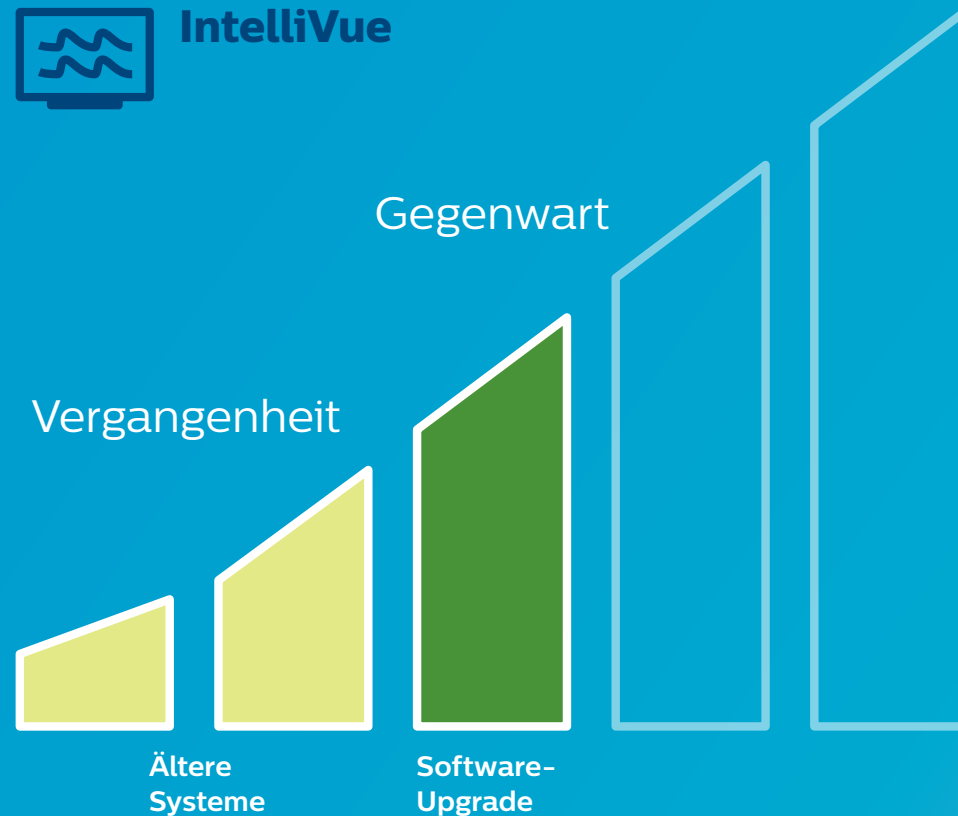 IntelliVue
Gegenwart
Vergangenheit
Ältere
Systeme
Software-
Upgrade